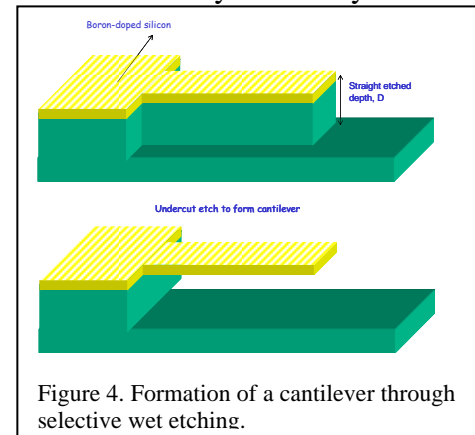 Boron-doped silicon
Straight etched
depth, D
Undercut etch to form cantilever
Figure 4. Formation of a cantilever through
selective wet etching.